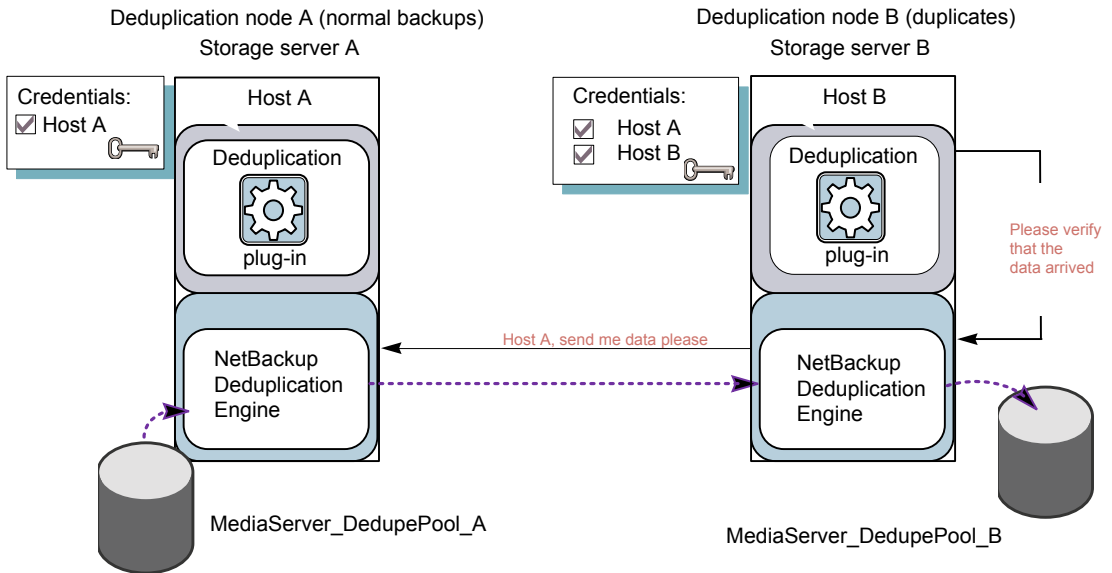 Deduplication node A (normal backups)
Storage server A
Deduplication node B (duplicates)
Storage server B
Credentials:
Host A
Host A
Deduplication
plug-in
NetBackup
Deduplication
Engine
MediaServer_DedupePool_A
Host A, send me data please
Credentials:
Host A
Host B
Host B
Deduplication
plug-in
Please verify
that the
data arrived
NetBackup
Deduplication
Engine
MediaServer_DedupePool_B